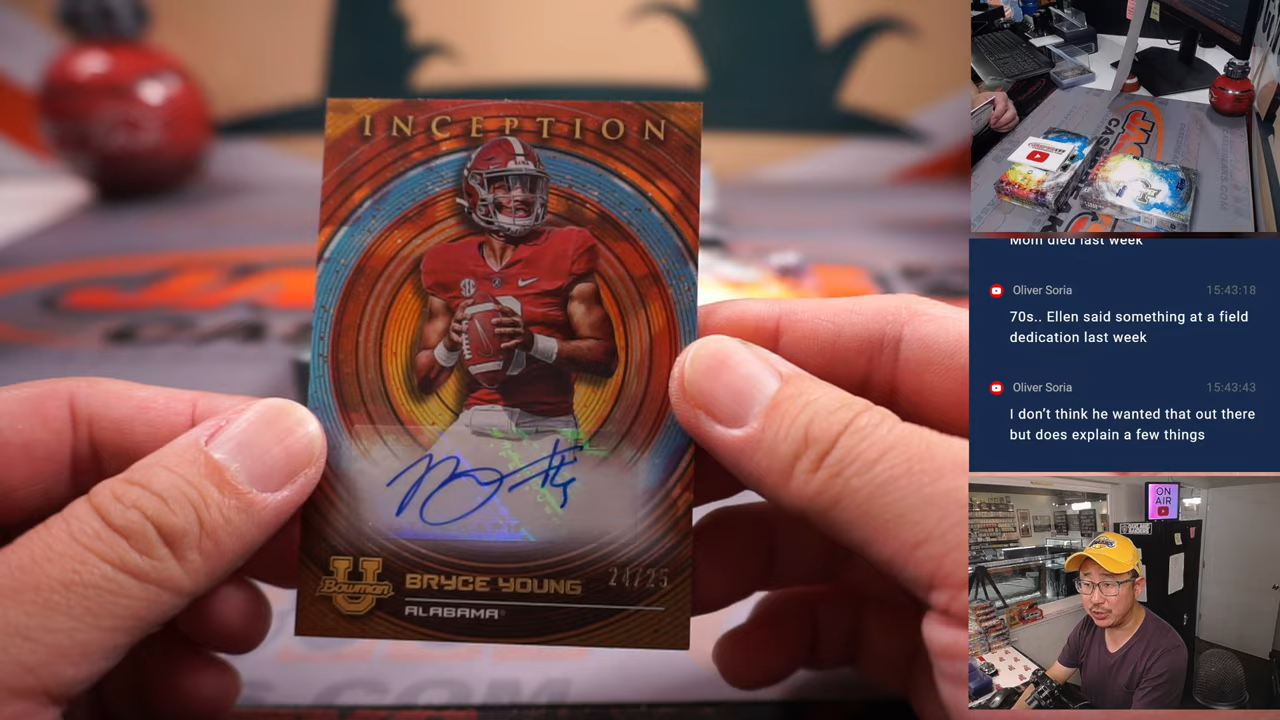 INCEPTION
BRYCE YOUNG
24/25
ALABAMA
U
Bowman
Mom died last week
Oliver Soria
15:43:18
70s.. Ellen said something at a field
dedication last week
Oliver Soria
15:43:43
I don't think he wanted that out there
but does explain a few things
ON
AIR